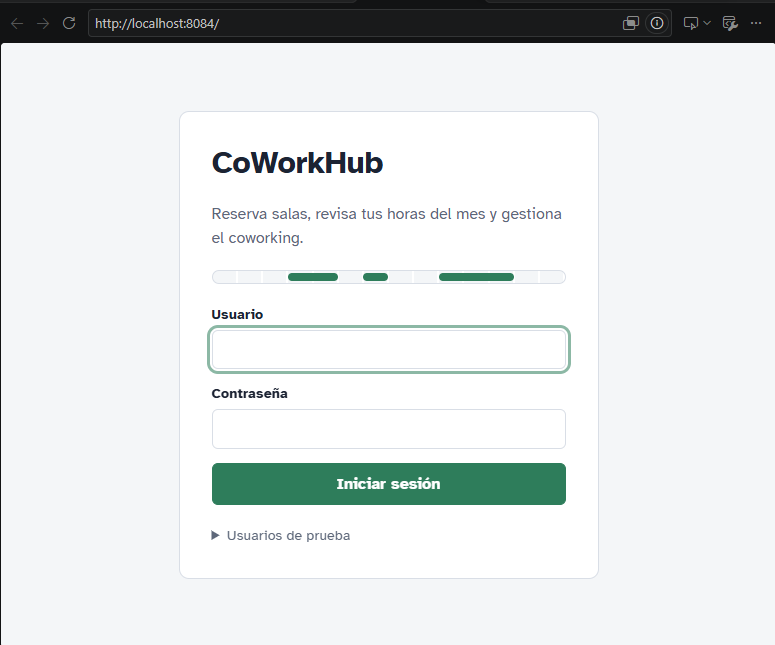 http://localhost:8084/
CoWorkHub
Reserva salas, revisa tus horas del mes y gestiona
el coworking.
Usuario
Contraseña
Iniciar sesión
Usuarios de prueba